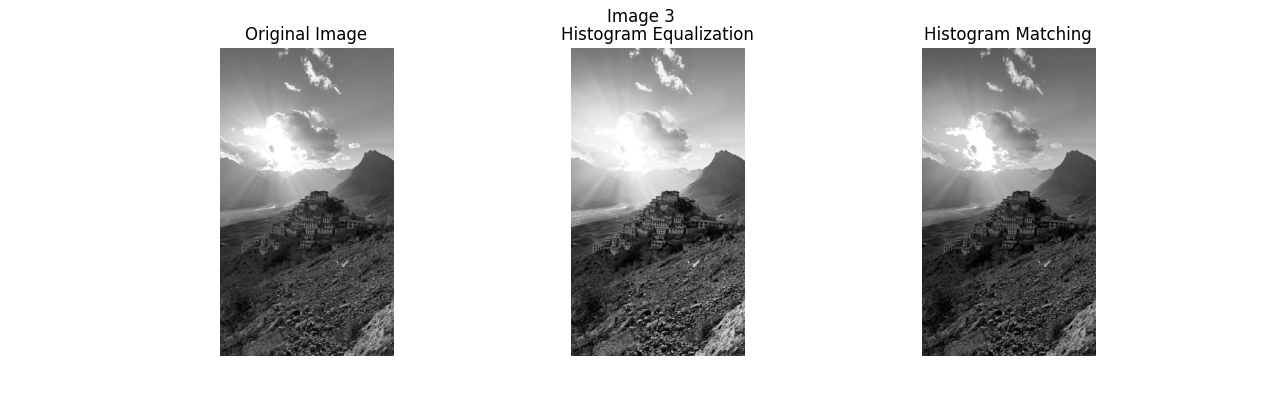 Image 3
Original Image
Histogram Equalization
Histogram Matching